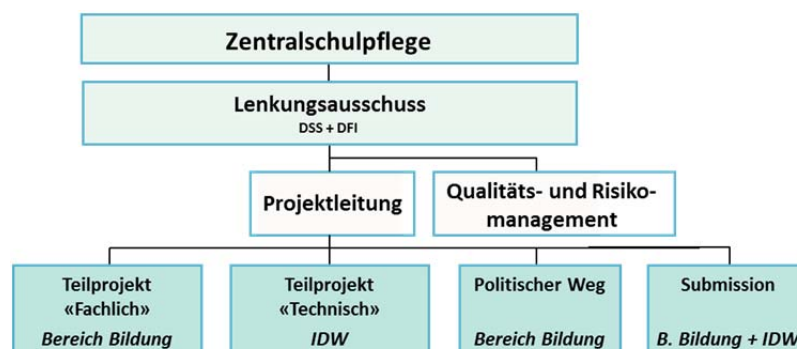 Zentralschulpflege
Lenkungsausschuss
DSS + DFI
Projektleitung
Qualitäts- und Risiko-
management
Teilprojekt
«Fachlich»
Bereich Bildung
Teilprojekt
«Technisch»
IDW
Politischer Weg
Bereich Bildung
Submission
B. Bildung + IDW